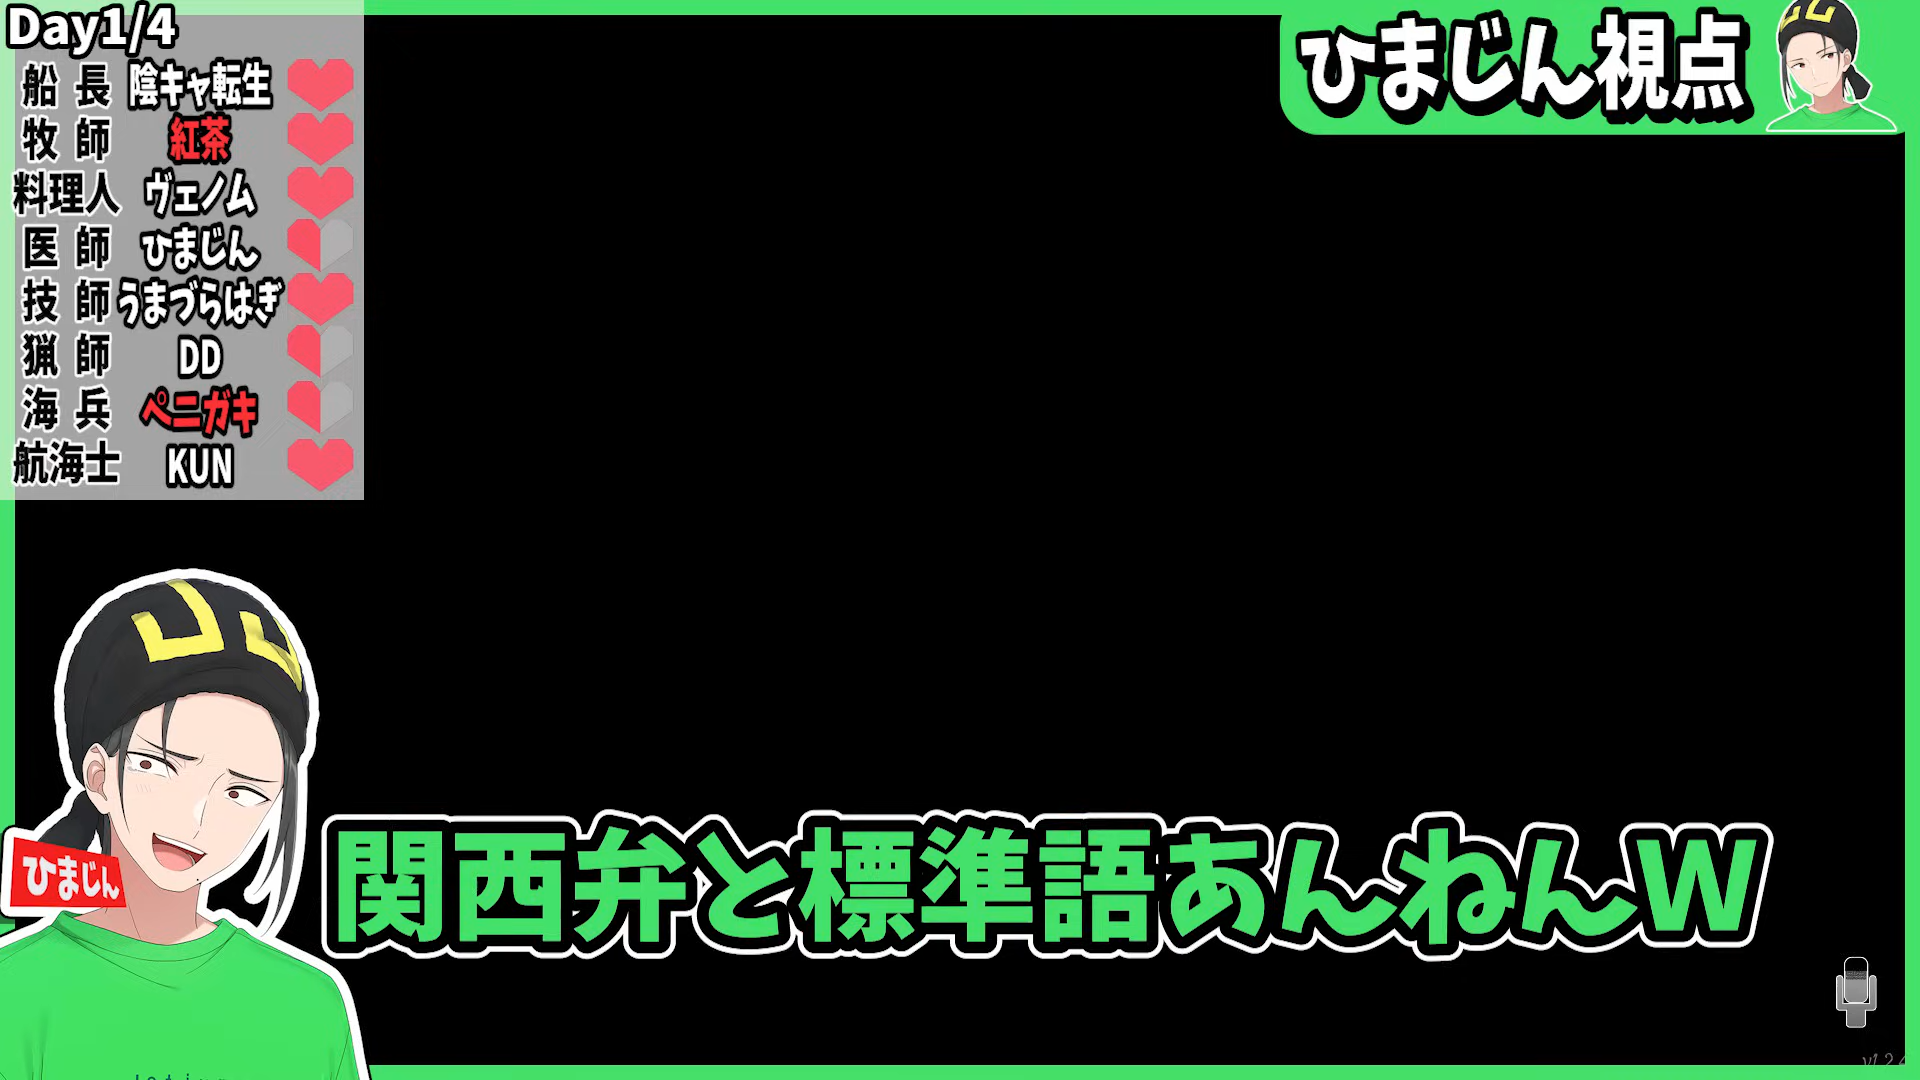 Day1/4
船長 陰キャ転生
牧師 紅茶
料理人 ヴェノム
医師 ひまじん
技師 うまづらはぎ
猟師 DD
海兵 ペニガキ
航海士 KUN
ひまじん視点
ひまじん
関西弁と標準語あんねんW